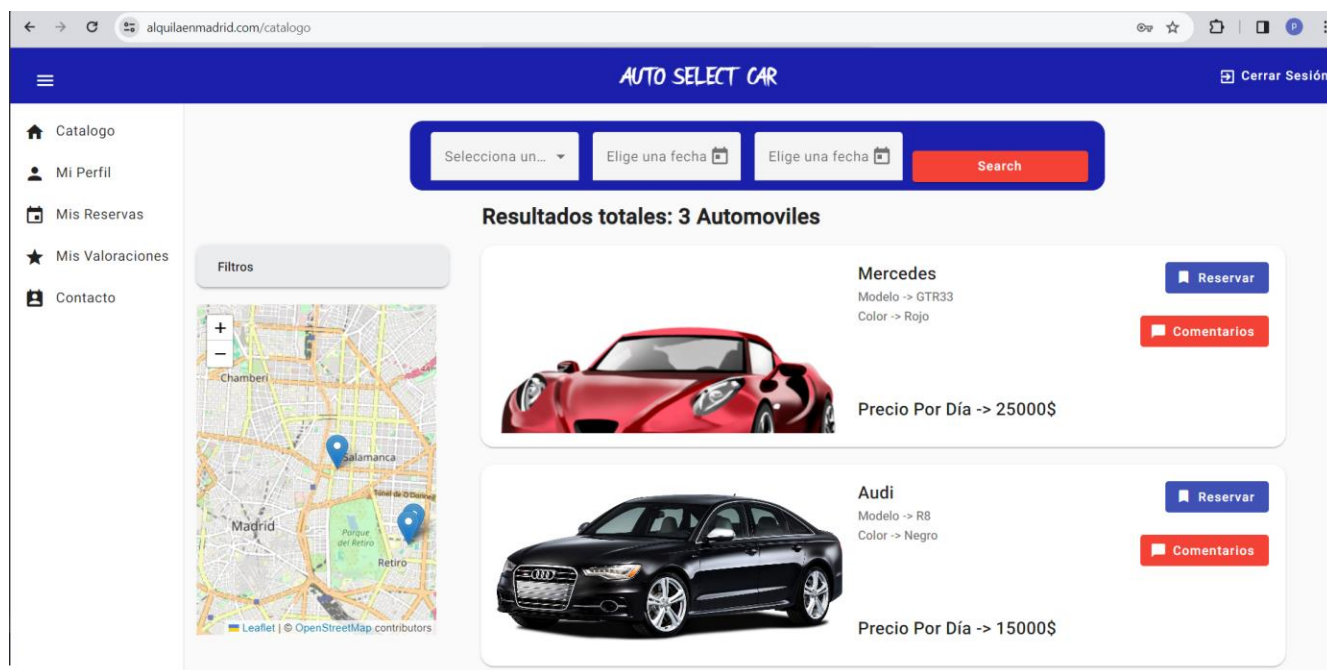 alquilaenmadrid.com/catalogo
P
AUTO SELECT CAR
Cerrar Sesión
Catalogo
Mi Perfil
Mis Reservas
Mis Valoraciones
Contacto
Selecciona un...
Elige una fecha
Elige una fecha
Search
Resultados totales: 3 Automoviles
Filtros
+
−
Chamberí
Salamanca
Madrid
Parque
del Retiro
Retiro
Leaflet | © OpenStreetMap contributors
Mercedes
Modelo -> GTR33
Color -> Rojo
Precio Por Día -> 25000$
Reservar
Comentarios
Audi
Modelo -> R8
Color -> Negro
Precio Por Día -> 15000$
Reservar
Comentarios